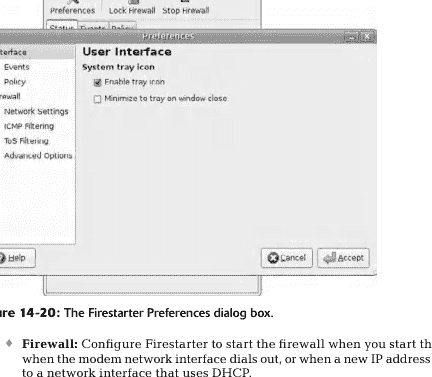 Preferences Lock Firewall Stop Firewall
Status Events Policy
Preferences
terface
User Interface
System tray icon
Events
Enable tray icon
Policy
Minimize to tray on window close
rewall
Network Settings
ICMP Filtering
ToS Filtering
Advanced Options
Help
Cancel
Accept
ure 14-20: The Firestarter Preferences dialog box.
Firewall: Configure Firestarter to start the firewall when you start th
when the modem network interface dials out, or when a new IP address
to a network interface that uses DHCP.